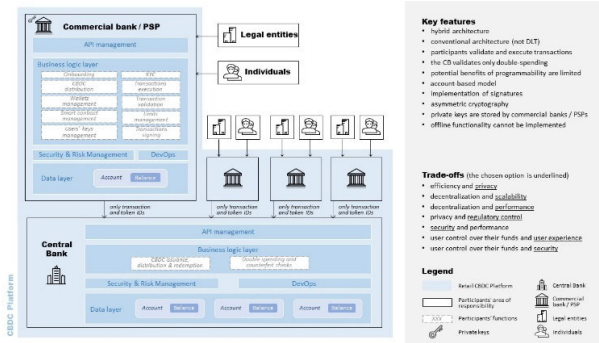 Commercial bank / PSP
API management
Business logic layer
Onboarding
KYC
CBDC
distribution
Transactions
execution
Wallets
management
Transaction
validation
Smart contract
management
Limits
management
Users' keys
management
Transactions
signing
Security & Risk Management
DevOps
Data layer
Account
Balance
Legal entities
Individuals
only transaction
and token IDs
only transaction
and token IDs
only transaction
and token IDs
only transaction
and token IDs
Central
Bank
API management
Business logic layer
CBDC issuance,
distribution & redemption
Double spending and
counterfeit checks
Security & Risk Management
DevOps
Data layer
Account
Balance
Account
Balance
Account
Balance
CBDC Platform
Key features
• hybrid architecture
• conventional architecture (not DLT)
• participants validate and execute transactions
• the CB validates only double-spending
• potential benefits of programmability are limited
• account-based model
• implementation of signatures
• asymmetric cryptography
• private keys are stored by commercial banks / PSPs
• offline functionality cannot be implemented
Trade-offs (the chosen option is underlined)
• efficiency and privacy
• decentralization and scalability
• decentralization and performance
• privacy and regulatory control
• security and performance
• user control over their funds and user experience
• user control over their funds and security
Legend
Retail CBDC Platform
Central Bank
Participants' area of
responsibility
Commercial
bank / PSP
XXX
Participants' functions
Legal entities
Private keys
Individuals